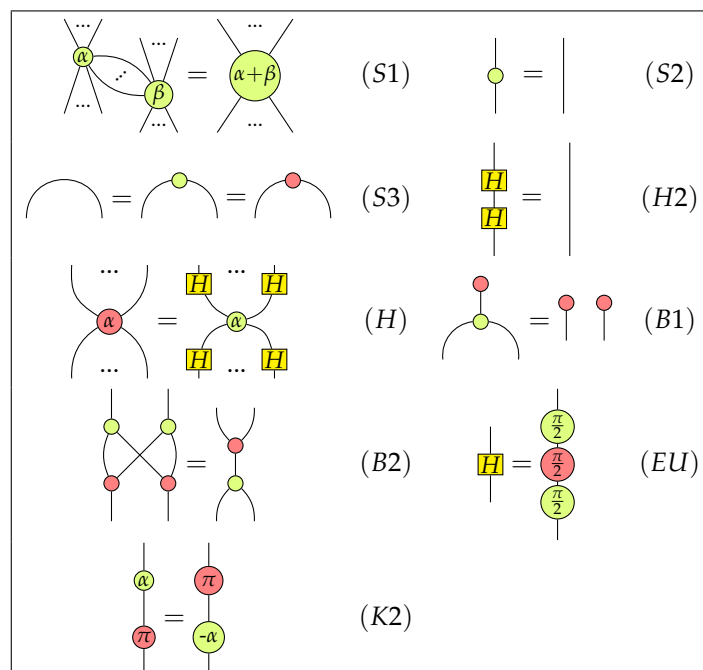 ... ... ...
α ... = α+β (S1) = (S2)
β
... ... ...
= = (S3) H = (H2)
H
... H ... H
α = α (H) = (B1)
... H ... H
= (B2) H = π/2 π/2 π/2 (EU)
α = π (K2)
π -α